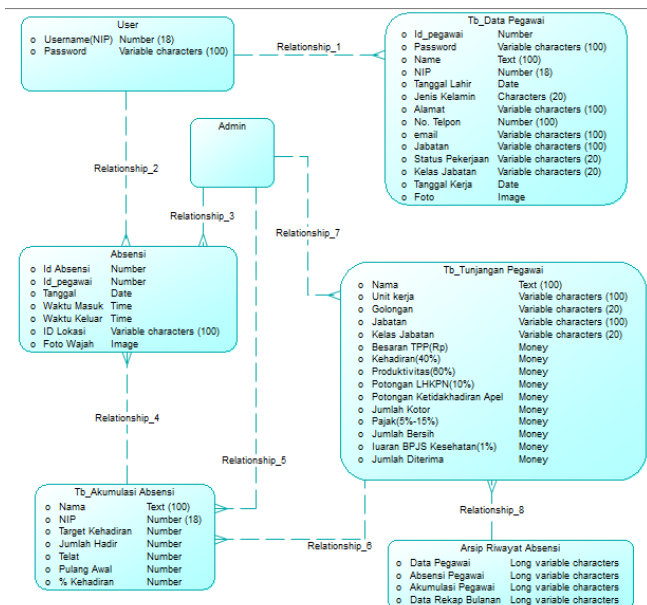 User
Username(NIP) Number (18)
Password Variable characters (100)
Relationship_1
Tb_Data Pegawai
Id_pegawai Number
Password Variable characters (100)
Name Text (100)
NIP Number (18)
Tanggal Lahir Date
Jenis Kelamin Characters (20)
Alamat Variable characters (100)
No. Telpon Number (100)
email Variable characters (100)
Jabatan Variable characters (100)
Status Pekerjaan Variable characters (20)
Kelas Jabatan Variable characters (20)
Tanggal Kerja Date
Foto Image
Admin
Relationship_2
Relationship_3
Relationship_7
Absensi
Id Absensi Number
Id_pegawai Number
Tanggal Date
Waktu Masuk Time
Waktu Keluar Time
ID Lokasi Variable characters (100)
Foto Wajah Image
Tb_Tunjangan Pegawai
Nama Text (100)
Unit kerja Variable characters (100)
Golongan Variable characters (20)
Jabatan Variable characters (100)
Kelas Jabatan Variable characters (20)
Besaran TPP(Rp) Money
Kehadiran(40%) Money
Produktivitas(60%) Money
Potongan LHKPN(10%) Money
Potongan Ketidakhadiran Apel Money
Jumlah Kotor Money
Pajak(5%-15%) Money
Jumlah Bersih Money
Iuaran BPJS Kesehatan(1%) Money
Jumlah Diterima Money
Relationship_4
Relationship_5
Tb_Akumulasi Absensi
Nama Text (100)
NIP Number (18)
Target Kehadiran Number
Jumlah Hadir Number
Telat Number
Pulang Awal Number
% Kehadiran Number
Relationship_6
Relationship_8
Arsip Riwayat Absensi
Data Pegawai Long variable characters
Absensi Pegawai Long variable characters
Akumulasi Pegawai Long variable characters
Data Rekap Bulanan Long variable characters